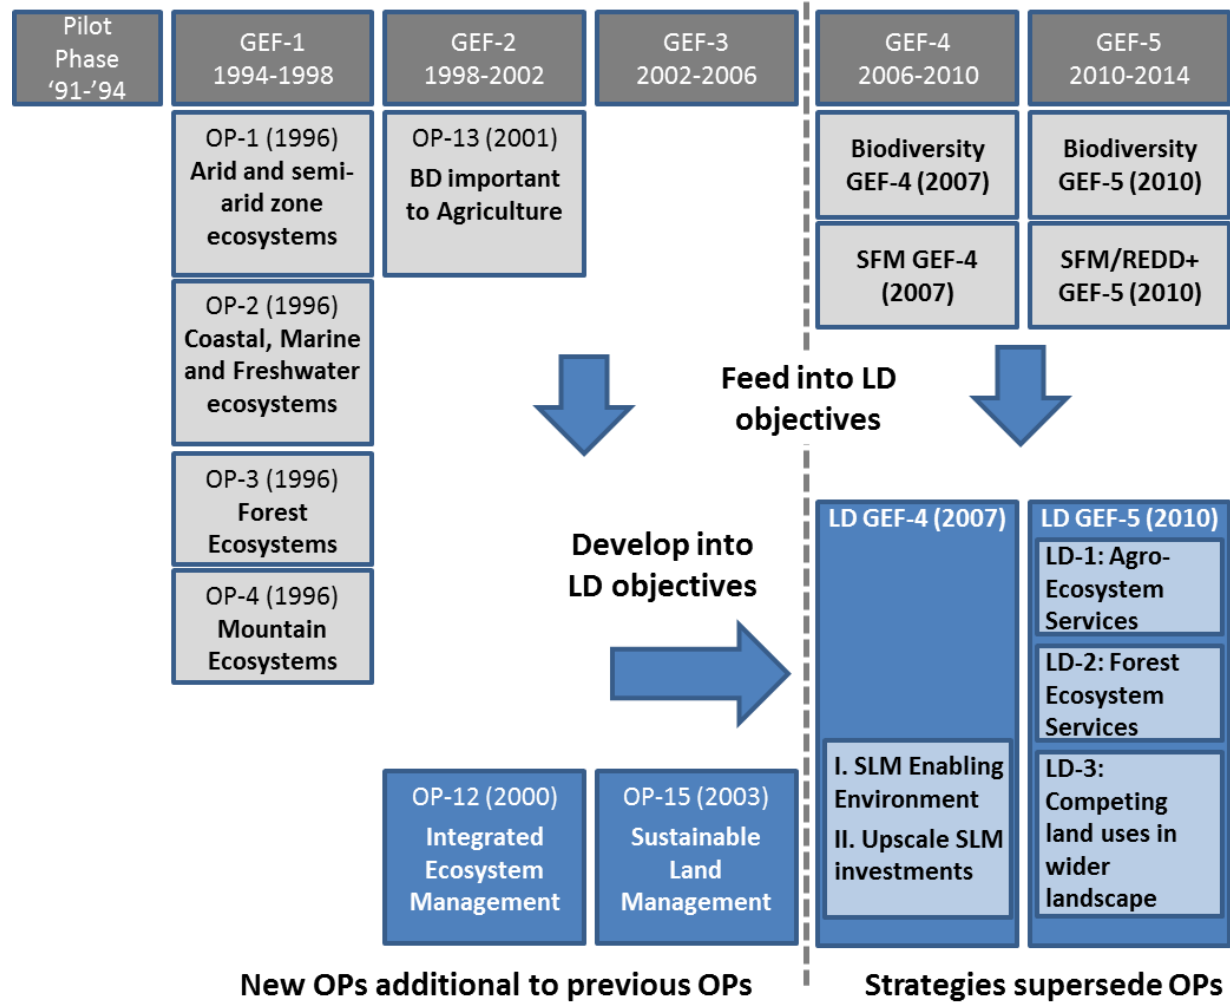 Pilot
Phase
‘91-’94
GEF-1
1994-1998
GEF-2
1998-2002
GEF-3
2002-2006
GEF-4
2006-2010
GEF-5
2010-2014
OP-1 (1996)
Arid and semi-
arid zone
ecosystems
OP-13 (2001)
BD important
to Agriculture
Biodiversity
GEF-4 (2007)
Biodiversity
GEF-5 (2010)
SFM GEF-4
(2007)
SFM/REDD+
GEF-5 (2010)
OP-2 (1996)
Coastal, Marine
and Freshwater
ecosystems
Feed into LD
objectives
OP-3 (1996)
Forest
Ecosystems
OP-4 (1996)
Mountain
Ecosystems
Develop into
LD objectives
LD GEF-4 (2007)
I. SLM Enabling
Environment
II. Upscale SLM
investments
LD GEF-5 (2010)
LD-1: Agro-
Ecosystem
Services
LD-2: Forest
Ecosystem
Services
LD-3:
Competing
land uses in
wider
landscape
OP-12 (2000)
Integrated
Ecosystem
Management
OP-15 (2003)
Sustainable
Land
Management
New OPs additional to previous OPs
Strategies supersede OPs